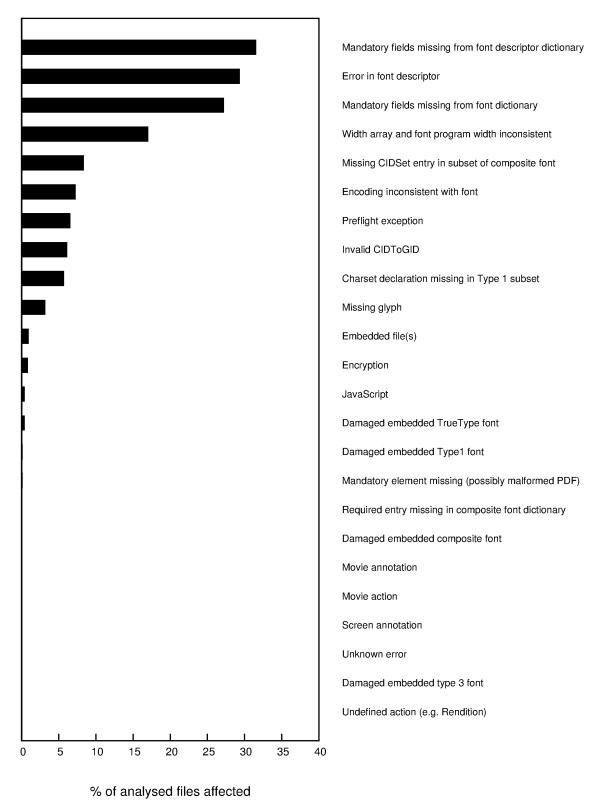 Mandatory fields missing from font descriptor dictionary
Error in font descriptor
Mandatory fields missing from font dictionary
Width array and font program width inconsistent
Missing CIDSet entry in subset of composite font
Encoding inconsistent with font
Preflight exception
Invalid CIDToGID
Charset declaration missing in Type 1 subset
Missing glyph
Embedded file(s)
Encryption
JavaScript
Damaged embedded TrueType font
Damaged embedded Type1 font
Mandatory element missing (possibly malformed PDF)
Required entry missing in composite font dictionary
Damaged embedded composite font
Movie annotation
Movie action
Screen annotation
Unknown error
Damaged embedded type 3 font
Undefined action (e.g. Rendition)
0 5 10 15 20 25 30 35 40
% of analysed files affected